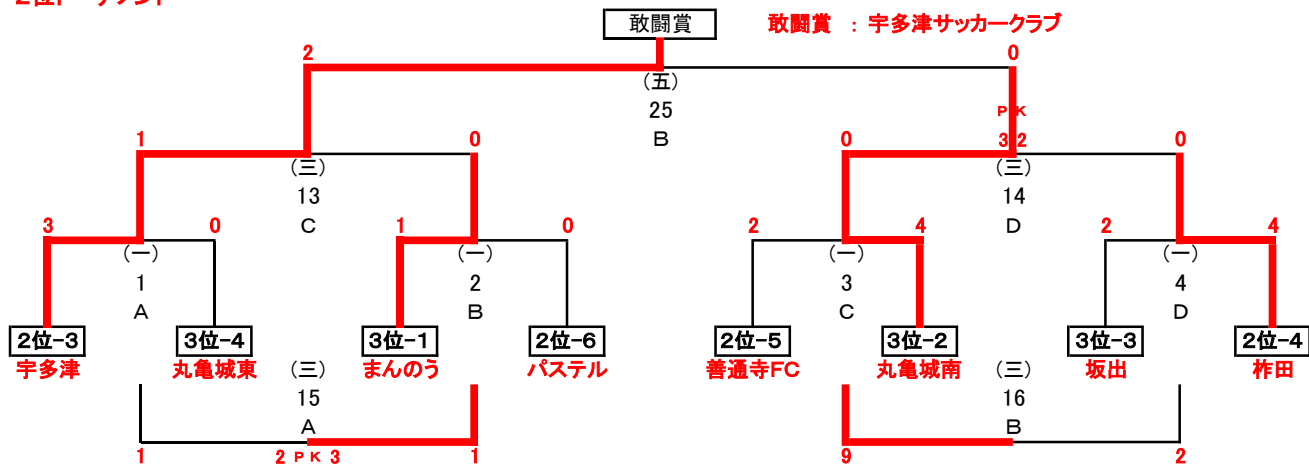 2位トーナメント
敢闘賞
敢闘賞 : 宇多津サッカークラブ
2
0
(五)
25
B
P K
1
0
0
3 2
0
(三)
13
C
(三)
14
D
3
0
1
0
2
4
2
4
(一)
1
A
(一)
2
B
(一)
3
C
(一)
4
D
2位-3
3位-4
3位-1
2位-6
2位-5
3位-2
3位-3
2位-4
宇多津
丸亀城東
まんのう
パステル
善通寺FC
丸亀城南
坂出
柞田
(三)
15
A
(三)
16
B
1
2 P K 3
1
9
2